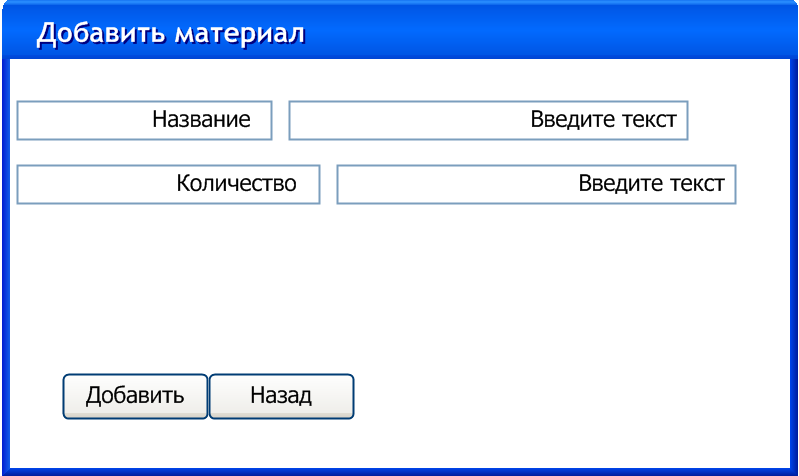 Добавить материал
Название Введите текст
Количество Введите текст
Добавить Назад